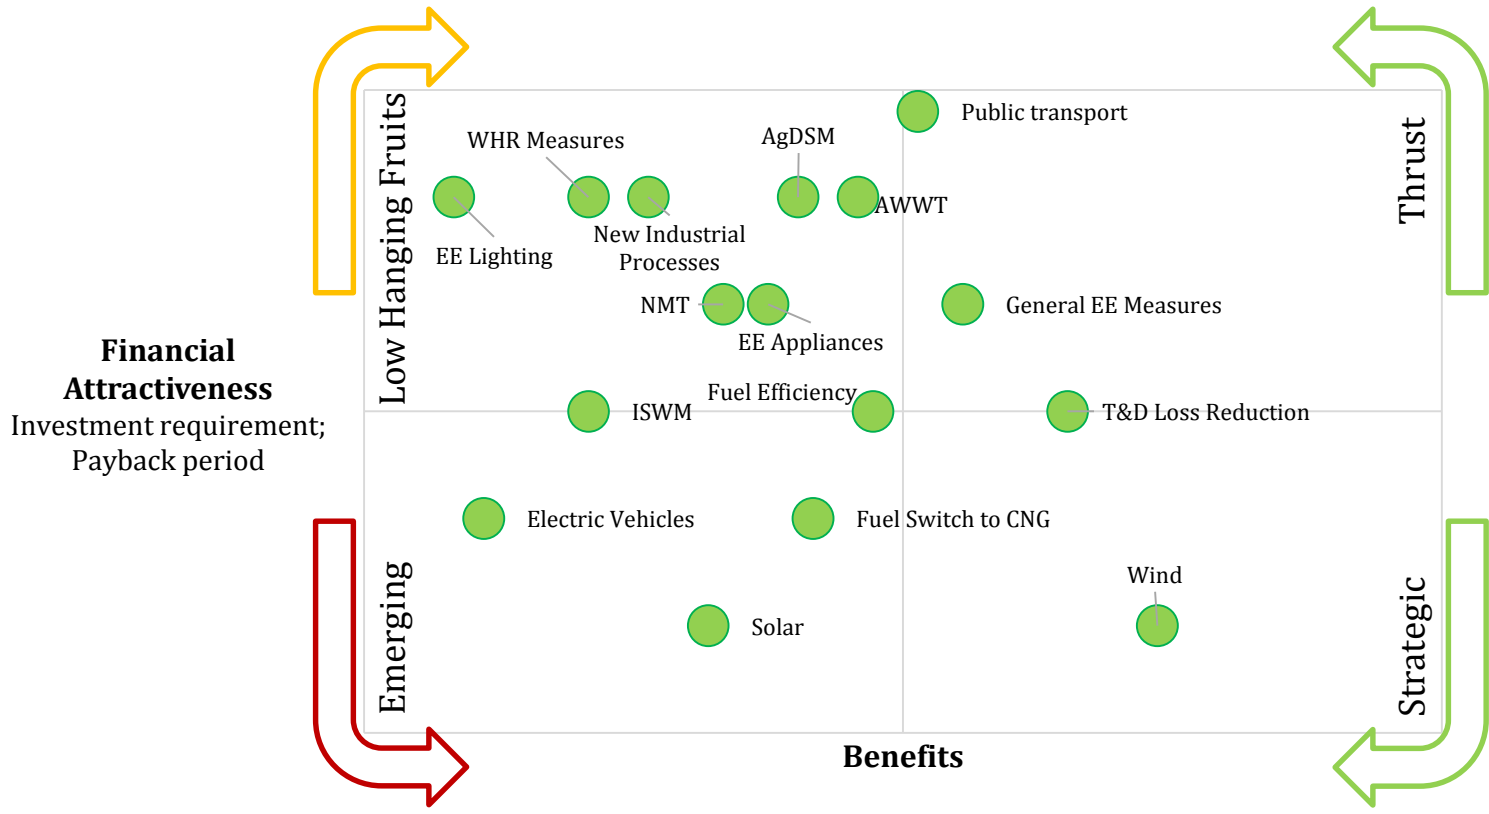 Low Hanging Fruits
Thrust
Public transport
AgDSM
WHR Measures
AWWT
New Industrial
Processes
EE Lighting
NMT
General EE Measures
EE Appliances
Financial
Attractiveness
Investment requirement;
Payback period
Fuel Efficiency
ISWM
T&D Loss Reduction
Emerging
Strategic
Electric Vehicles
Fuel Switch to CNG
Wind
Solar
Benefits